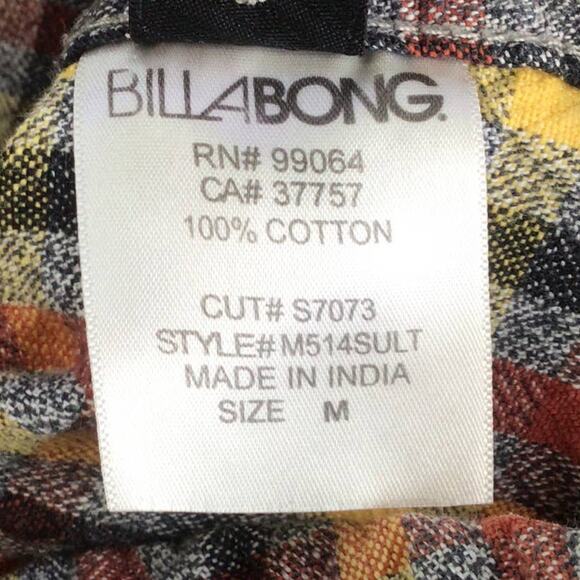 BILLABONG
RN# 99064
CA# 37757
100% COTTON
CUT# S7073
STYLE# M514SULT
MADE IN INDIA
SIZE M